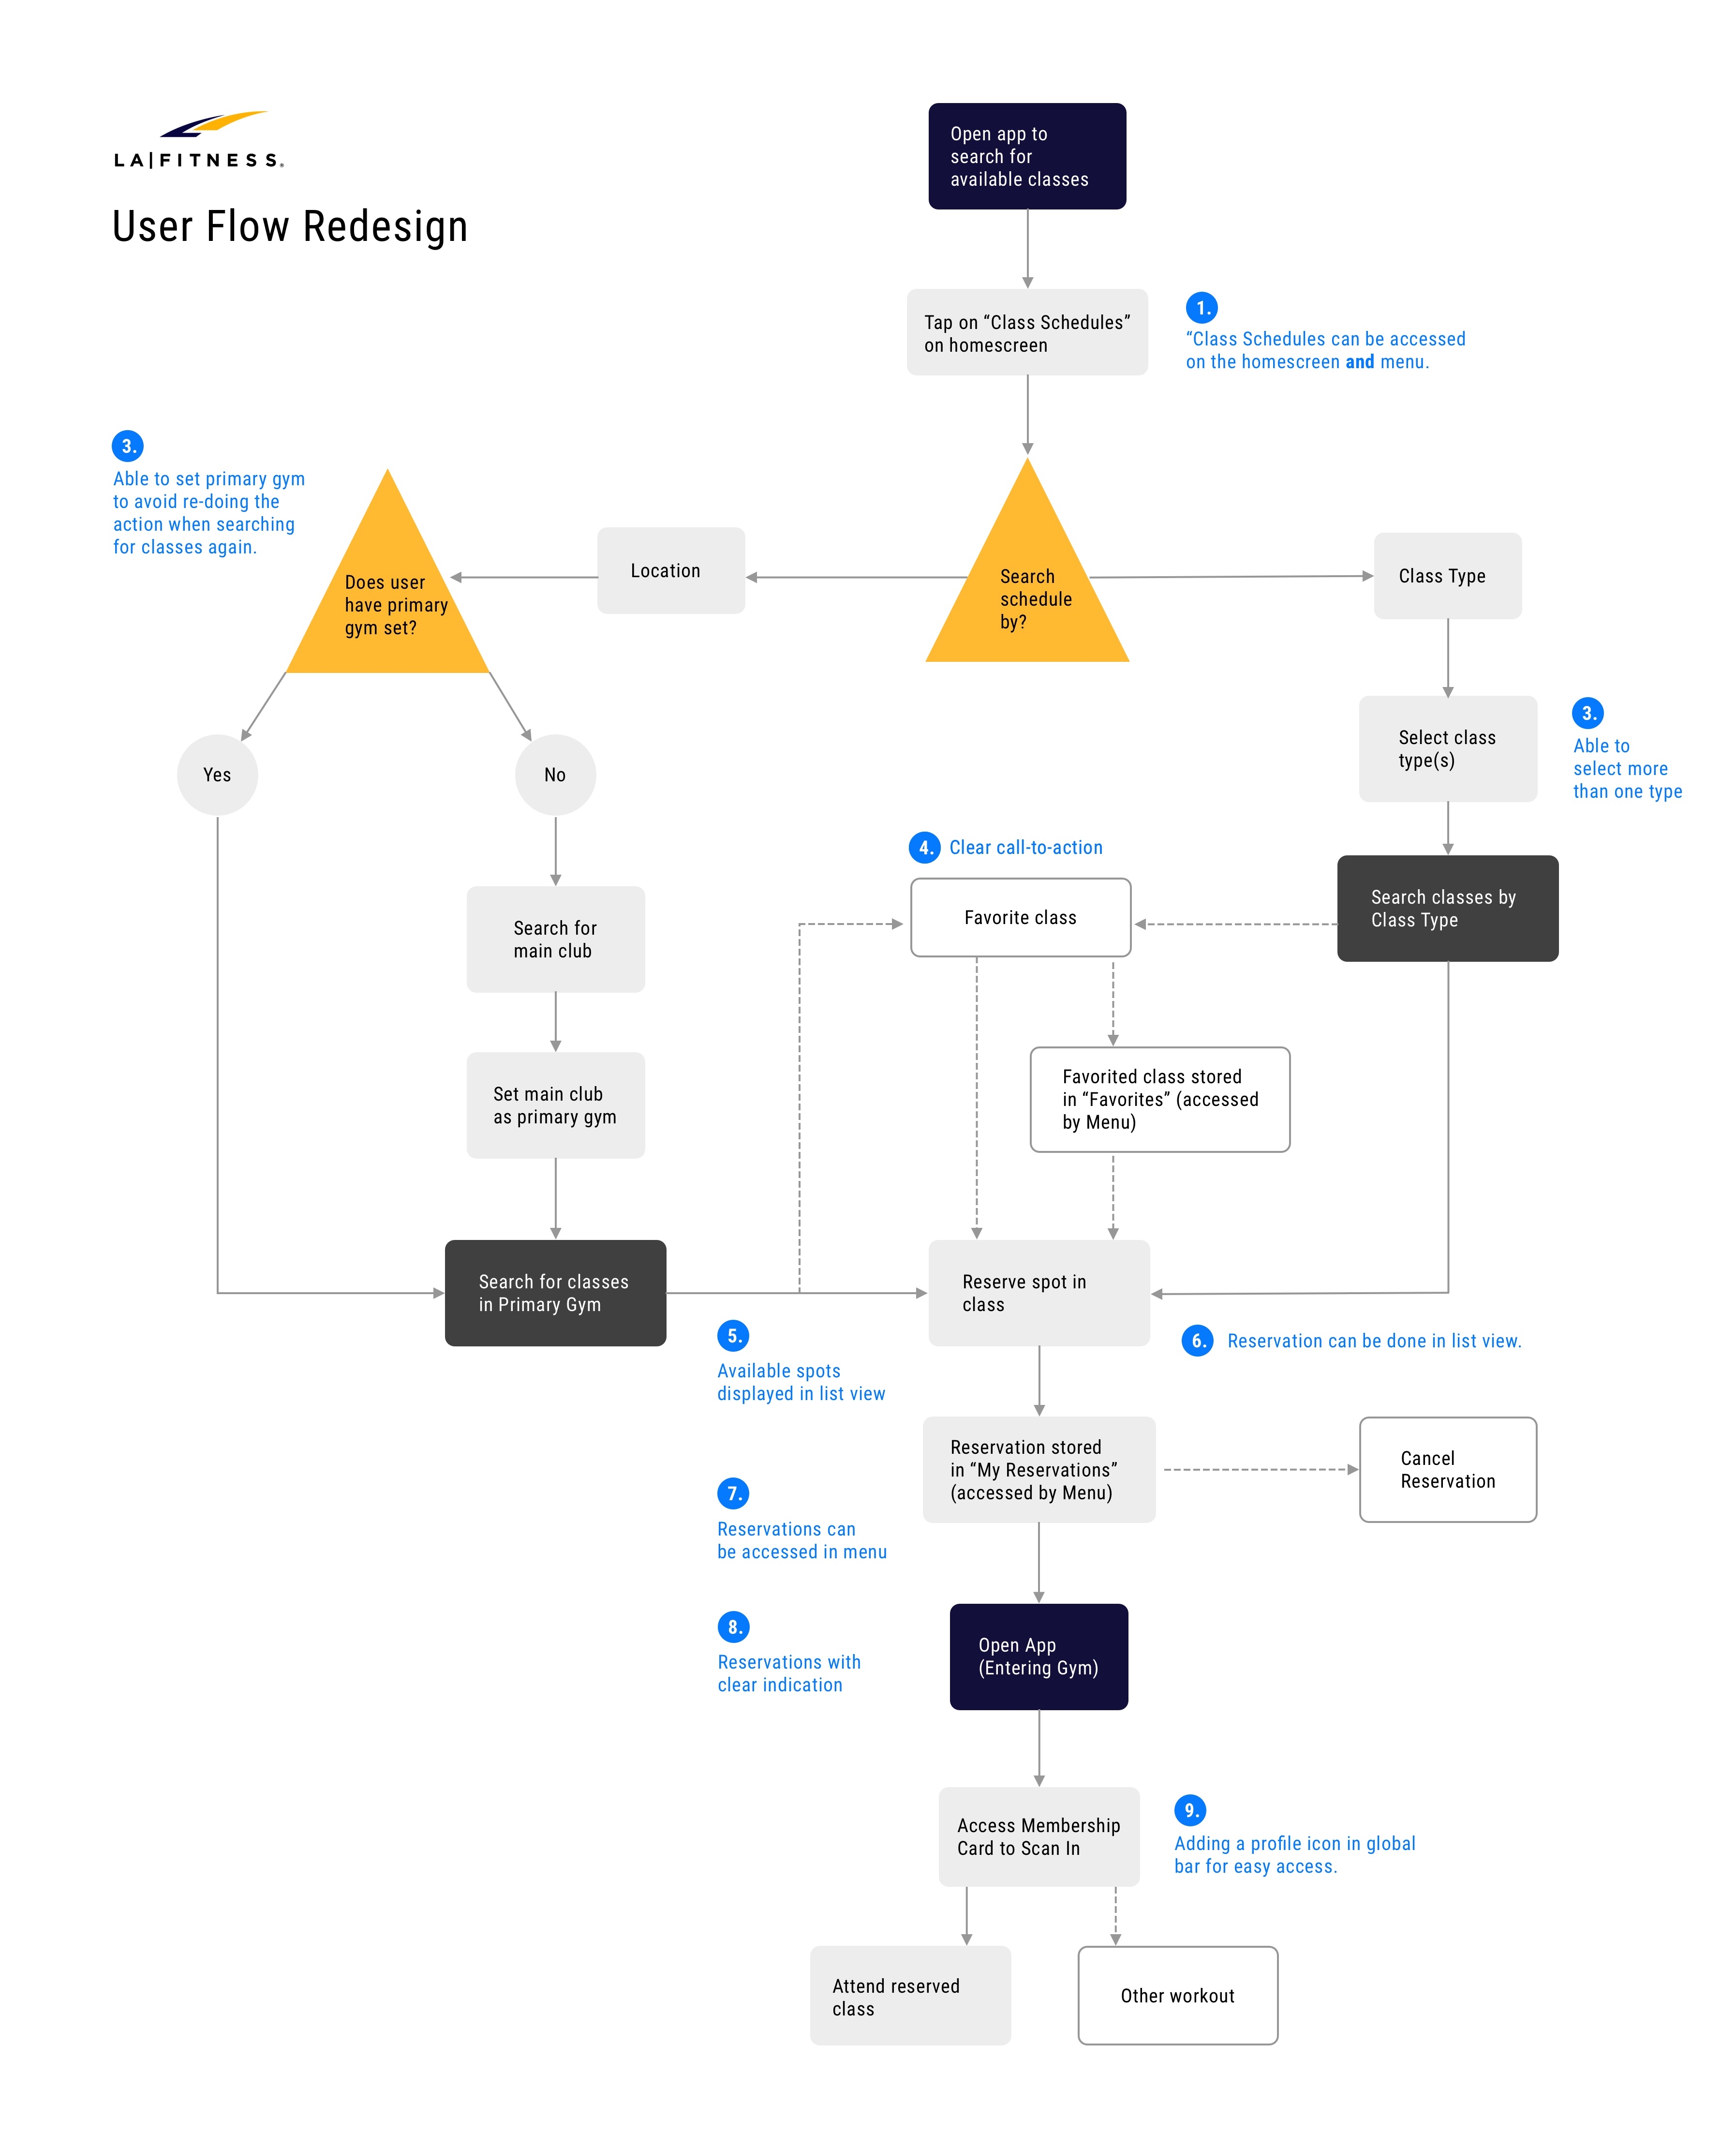 LA|FITNESS.
User Flow Redesign
Open app to
search for
available classes
Tap on “Class Schedules”
on homescreen
1.
“Class Schedules can be accessed
on the homescreen and menu.
3.
Able to set primary gym
to avoid re-doing the
action when searching
for classes again.
Does user
have primary
gym set?
Location
Search
schedule
by?
Class Type
Yes
No
Select class
type(s)
3.
Able to
select more
than one type
4. Clear call-to-action
Favorite class
Search classes by
Class Type
Search for
main club
Set main club
as primary gym
Favorited class stored
in “Favorites” (accessed
by Menu)
Search for classes
in Primary Gym
Reserve spot in
class
5.
Available spots
displayed in list view
6. Reservation can be done in list view.
Reservation stored
in “My Reservations”
(accessed by Menu)
Cancel
Reservation
7.
Reservations can
be accessed in menu
8.
Reservations with
clear indication
Open App
(Entering Gym)
Access Membership
Card to Scan In
9.
Adding a profile icon in global
bar for easy access.
Attend reserved
class
Other workout